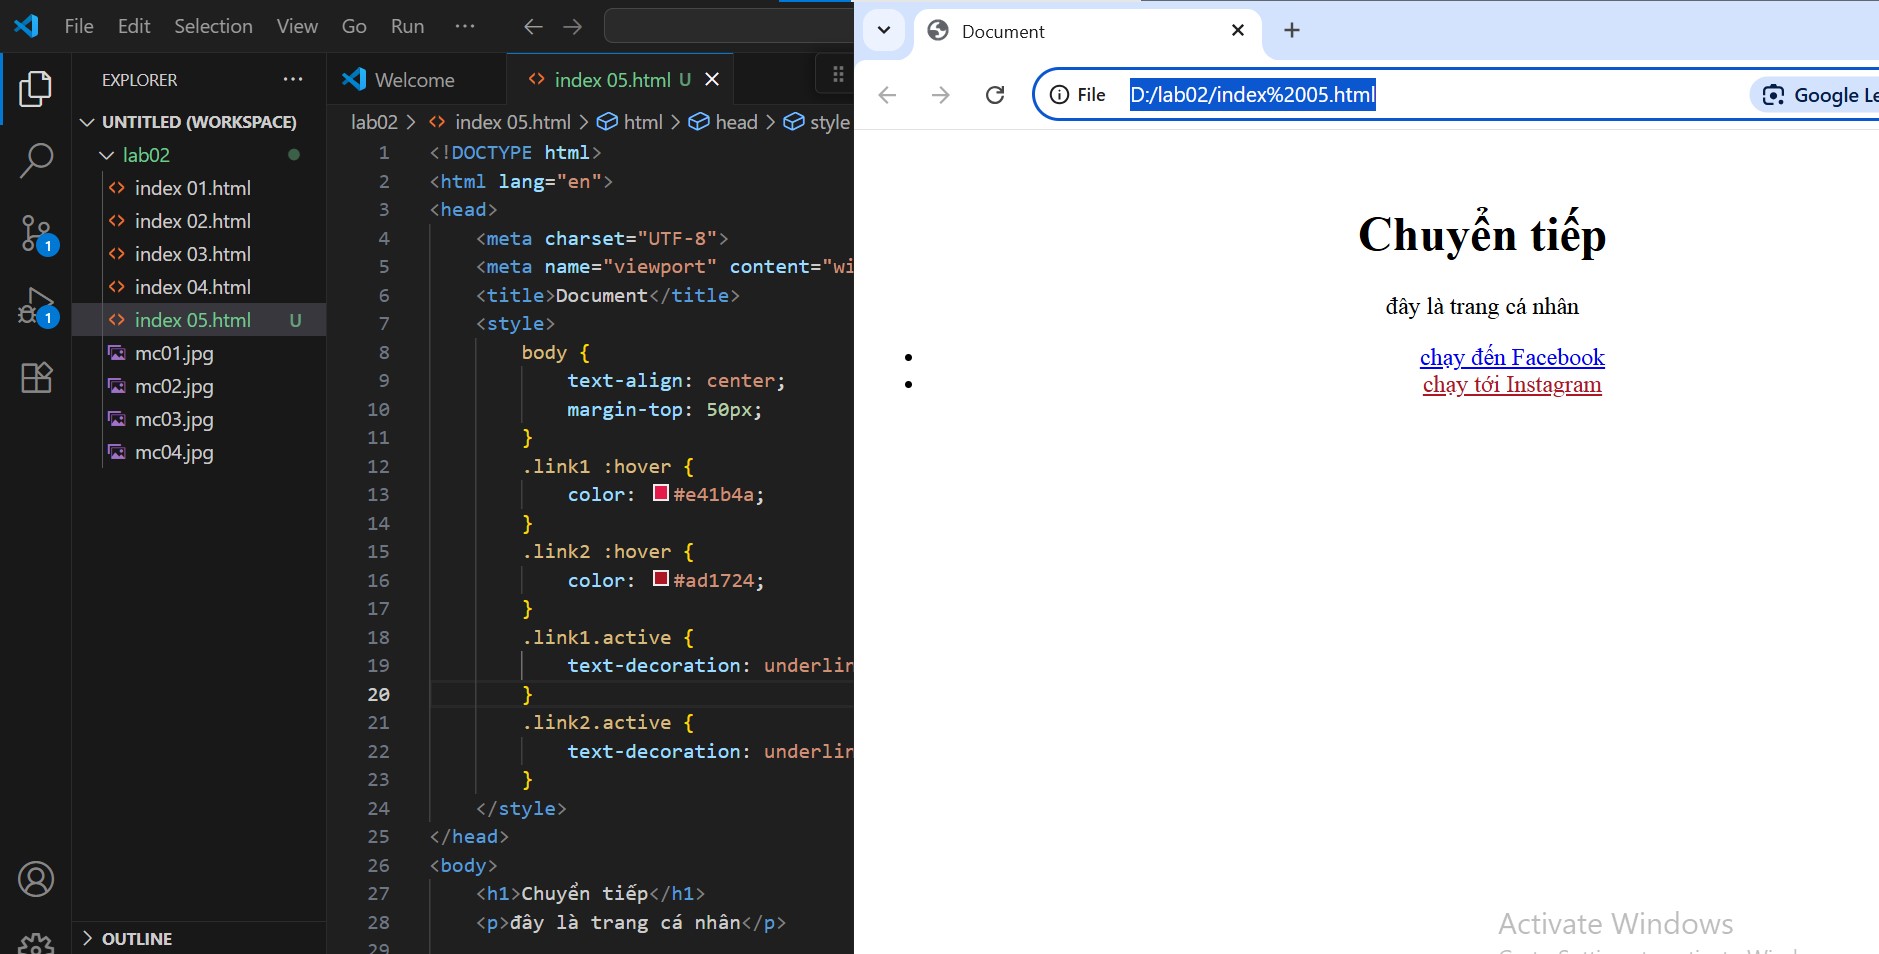 File Edit Selection View Go Run ···
EXPLORER ···
UNTITLED (WORKSPACE)
lab02
index 01.html
index 02.html
index 03.html
index 04.html
index 05.html U
mc01.jpg
mc02.jpg
mc03.jpg
mc04.jpg
OUTLINE
1
1
Welcome
index 05.html U
lab02 > index 05.html > html > head > style
1 <!DOCTYPE html>
2 <html lang="en">
3 <head>
4 <meta charset="UTF-8">
5 <meta name="viewport" content="wi
6 <title>Document</title>
7 <style>
8 body {
9 text-align: center;
10 margin-top: 50px;
11 }
12 .link1 :hover {
13 color: #e41b4a;
14 }
15 .link2 :hover {
16 color: #ad1724;
17 }
18 .link1.active {
19 text-decoration: underlin
20 }
21 .link2.active {
22 text-decoration: underlin
23 }
24 </style>
25 </head>
26 <body>
27 <h1>Chuyển tiếp</h1>
28 <p>đây là trang cá nhân</p>
29
Document
File D:/lab02/index%2005.html
Google Le
Chuyển tiếp
đây là trang cá nhân
• chạy đến Facebook
• chạy tới Instagram
Activate Windows